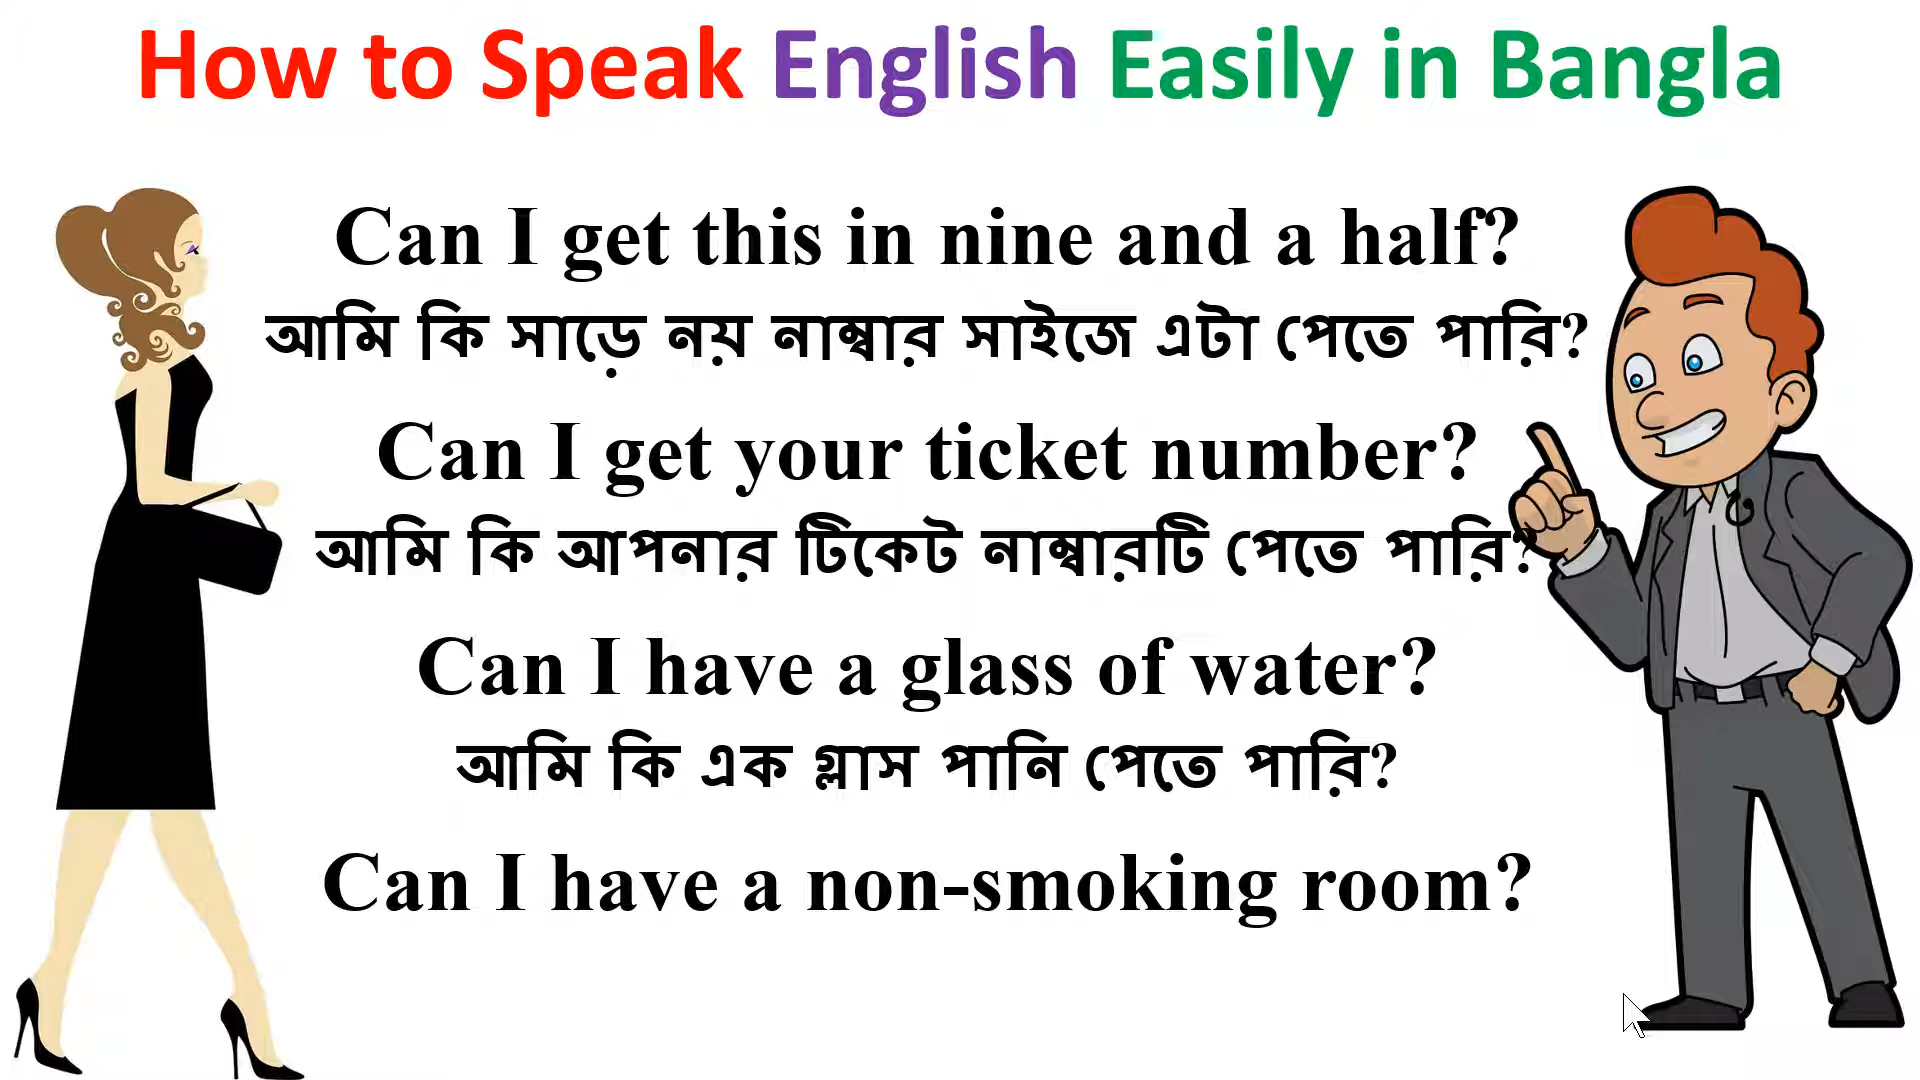 How to Speak English Easily in Bangla
Can I get this in nine and a half?
আমি কি সাড়ে নয় নাম্বার সাইজে এটা পেতে পারি?
Can I get your ticket number?
আমি কি আপনার টিকেট নাম্বারটি পেতে পারি?
Can I have a glass of water?
আমি কি এক গ্লাস পানি পেতে পারি?
Can I have a non-smoking room?